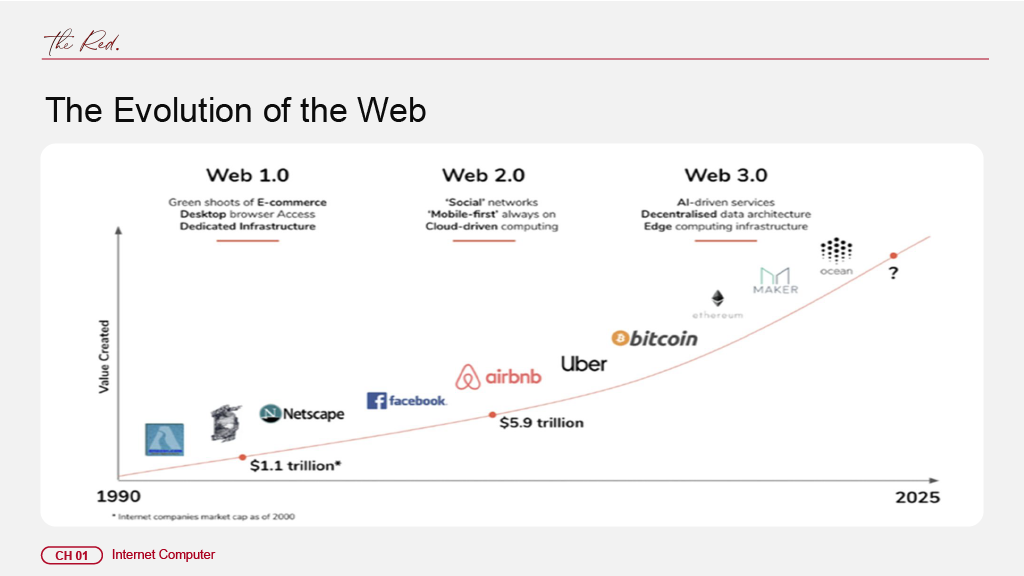 The Red.
The Evolution of the Web
Web 1.0
Green shoots of E-commerce
Desktop browser Access
Dedicated Infrastructure
Web 2.0
'Social' networks
'Mobile-first' always on
Cloud-driven computing
Web 3.0
AI-driven services
Decentralised data architecture
Edge computing infrastructure
ocean
?
MAKER
ethereum
bitcoin
Uber
airbnb
facebook.
Netscape
Value Created
$5.9 trillion
$1.1 trillion*
1990
2025
* Internet companies market cap as of 2000
CH 01
Internet Computer